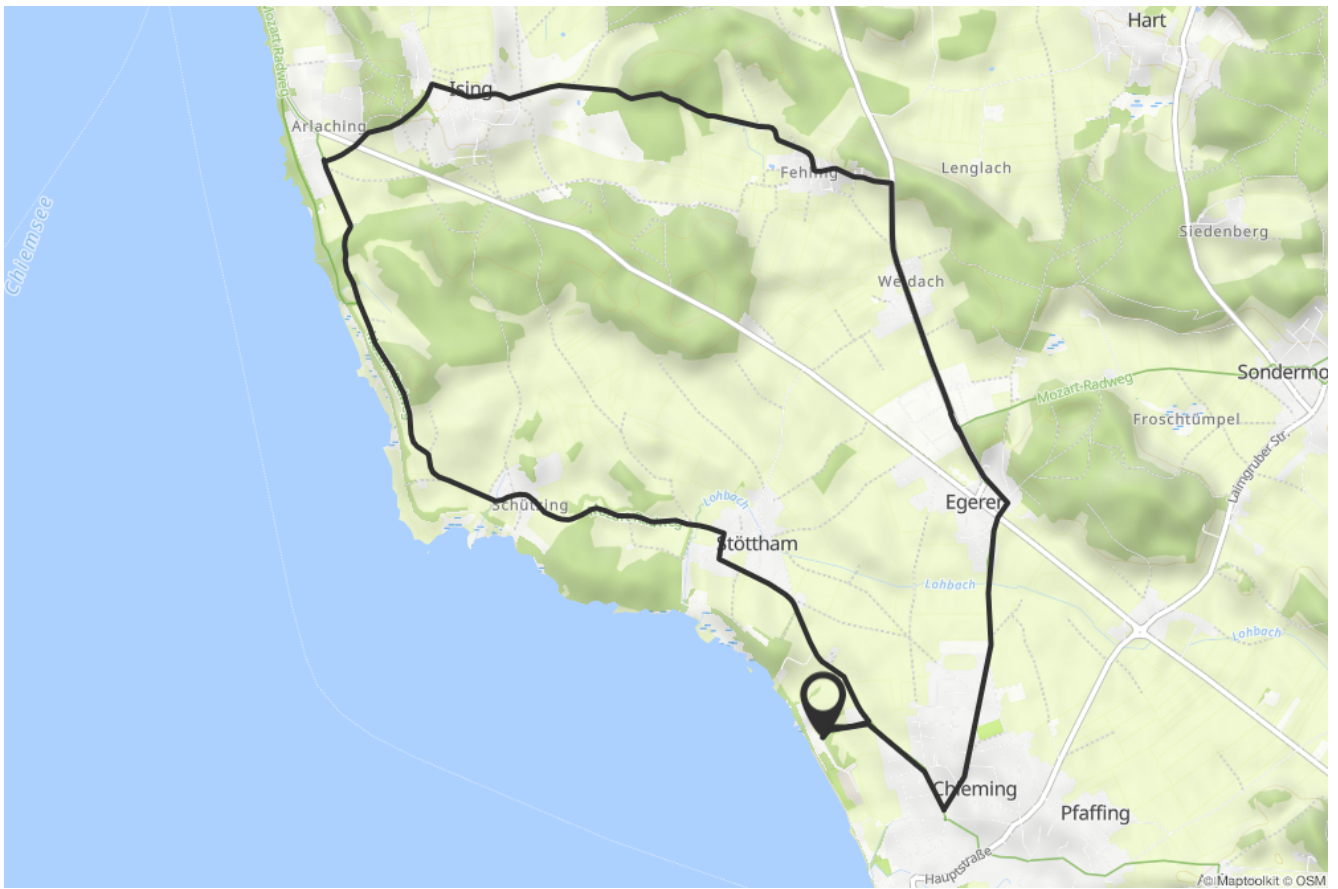 Hart
Mozart-Radweg
Ising
Arlaching
Fehling
Lenglach
Siedenberg
Chiemsee
Weidach
Sondermo
Mozart-Radweg
Froschtümpel
Laimgruber Str.
Egerer
Schützing
Lohbach
Stöttham
Lohbach
Lohbach
Chieming
Pfaffing
Hauptstraße
© Maptoolkit © OSM